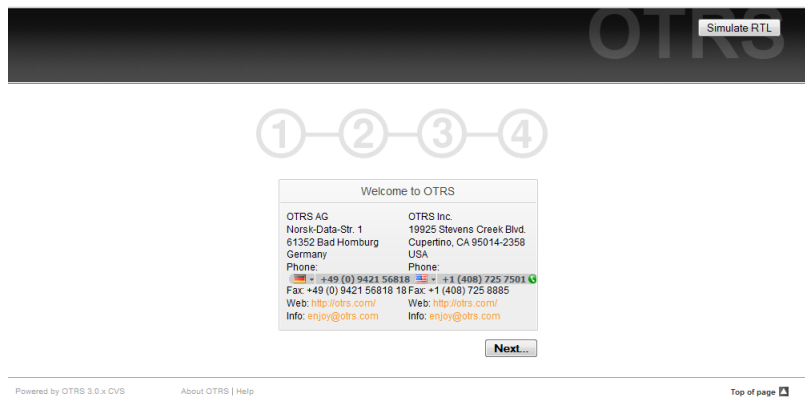 OTRS
Simulate RTL
1 2 3 4
Welcome to OTRS
OTRS AG
Norsk-Data-Str. 1
61352 Bad Homburg
Germany
Phone:
+49 (0) 9421 56818
Fax: +49 (0) 9421 56818 18
Web: http://otrs.com/
Info: enjoy@otrs.com
OTRS Inc.
19925 Stevens Creek Blvd.
Cupertino, CA 95014-2358
USA
Phone:
+1 (408) 725 7501
Fax: +1 (408) 725 8885
Web: http://otrs.com/
Info: enjoy@otrs.com
Next...
Powered by OTRS 3.0.x CVS
About OTRS | Help
Top of page